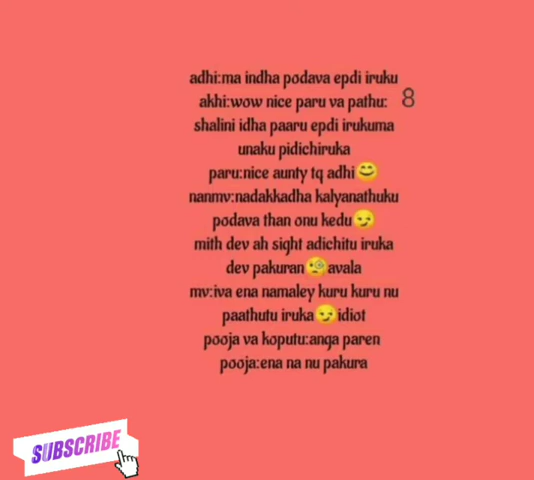 adhi:ma indha podava epdi iruku
akhi:wow nice paru va pathu: 8
shalini idha paaru epdi irukuma
unaku pidichiruka
paru:nice aunty tq adhi😊
nanmv:nadakkadha kalyanathuku
podava than onu kedu😏
mith dev ah sight adichitu iruka
dev pakuran🧐avala
mv:iva ena namaley kuru kuru nu
paathutu iruka😏idiot
pooja va koputu:anga paren
pooja:ena na nu pakura
SUBSCRIBE